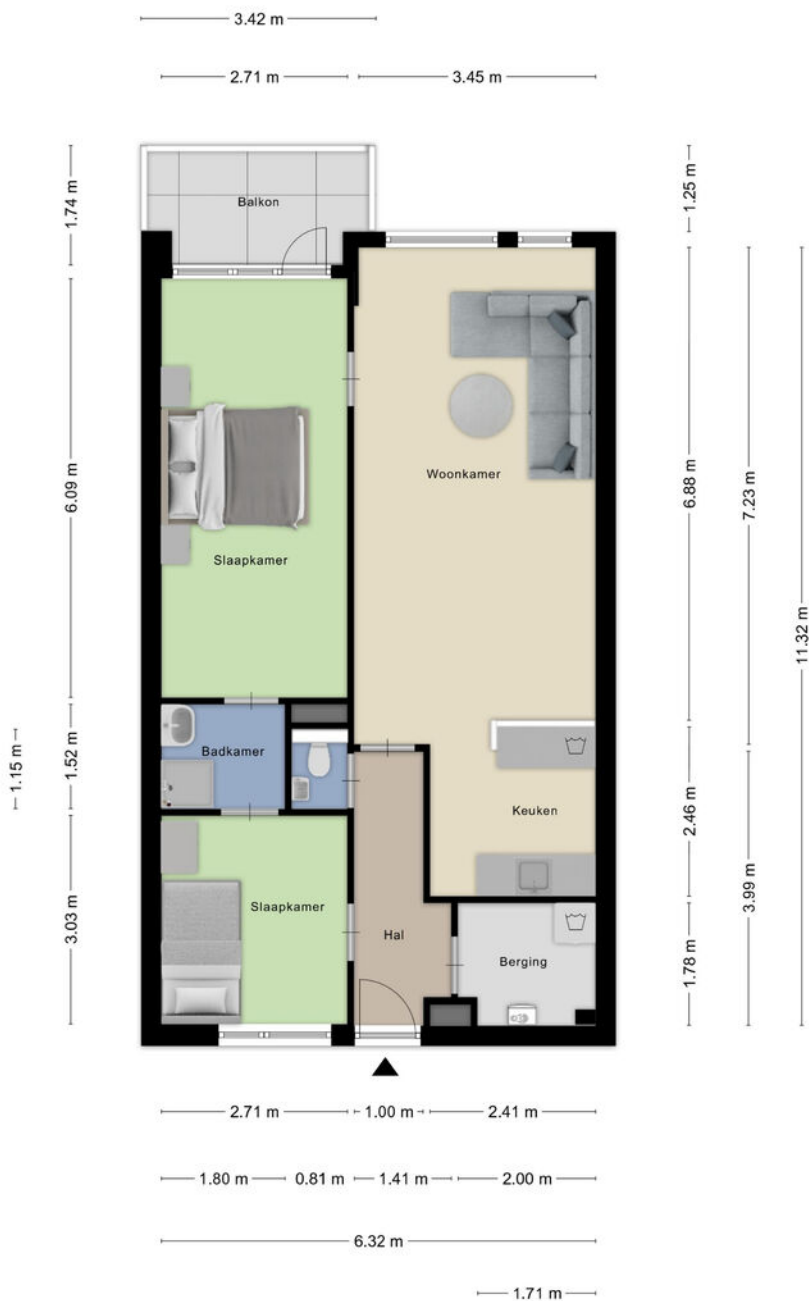 3.42 m
2.71 m
3.45 m
1.74 m
1.25 m
Balkon
6.09 m
6.88 m
7.23 m
11.32 m
Woonkamer
Slaapkamer
1.15 m
1.52 m
Badkamer
Keuken
2.46 m
3.99 m
3.03 m
Slaapkamer
Hal
Berging
1.78 m
2.71 m
1.00 m
2.41 m
1.80 m
0.81 m
1.41 m
2.00 m
6.32 m
1.71 m